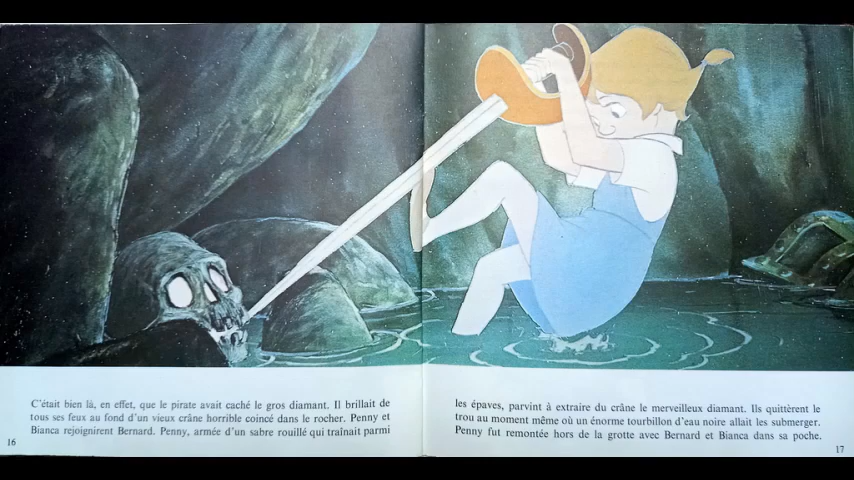 C'était bien là, en effet, que le pirate avait caché le gros diamant. Il brillait de
tous ses feux au fond d'un vieux crâne horrible coincé dans le rocher. Penny et
Bianca rejoignirent Bernard. Penny, armée d'un sabre rouillé qui traînait parmi
16
les épaves, parvint à extraire du crâne le merveilleux diamant. Ils quittèrent le
trou au moment même où un énorme tourbillon d'eau noire allait les submerger.
Penny fut remontée hors de la grotte avec Bernard et Bianca dans sa poche.
17